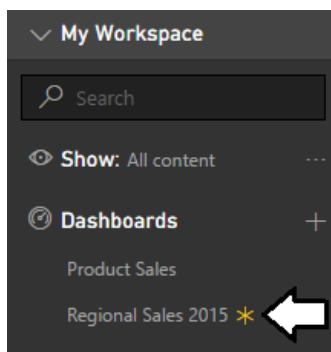 My Workspace
Search
Show: All content ...
Dashboards +
Product Sales
Regional Sales 2015 *